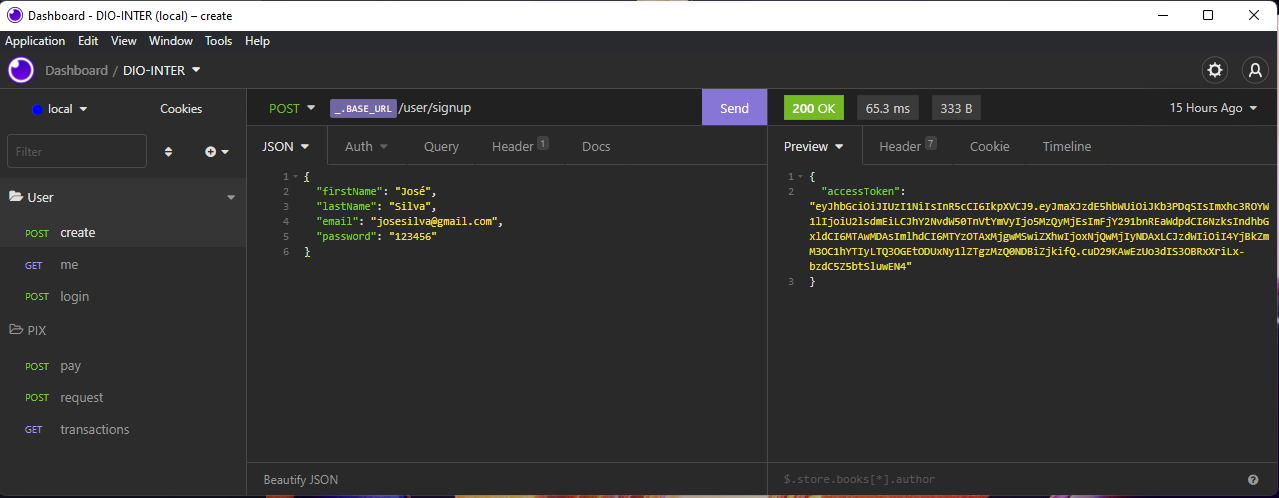 Dashboard - DIO-INTER (local) – create
Application Edit View Window Tools Help
Dashboard / DIO-INTER
local Cookies
POST _.BASE_URL /user/signup Send
200 OK 65.3 ms 333 B 15 Hours Ago
Filter
JSON Auth Query Header 1 Docs
Preview Header 7 Cookie Timeline
User
POST create
GET me
POST login
PIX
POST pay
POST request
GET transactions
1 {
2 "firstName": "José",
3 "lastName": "Silva",
4 "email": "josesilva@gmail.com",
5 "password": "123456"
6 }
1 {
2 "accessToken":
"eyJhbGciOiJIUzI1NiIsInR5cCI6IkpXVCJ9.eyJmaXJzdE5hbWUiOiJKb3PDqSIsImxhc3ROYW
1lIjoiU2lsdmEiLCJhY2NvdW50TnVtYmVyIjo5MzQyMjEsImFjY291bnREaWdpdCI6NzksIndhbG
xldCI6MTAwMDAsImlhdCI6MTYzOTAxMjgwMSwiZXhwIjoxNjQwMjIyNDAxLCJzdWIiOiI4YjBkZm
M3OC1hYTIyLTQ3OGEtODUxNy1lZTgzMzQ0NDBiZjkifQ.cuD29KAwEzUo3dIS3OBRxXriLx-
bzdC5Z5btSluwEN4"
3 }
Beautify JSON
$.store.books[*].author